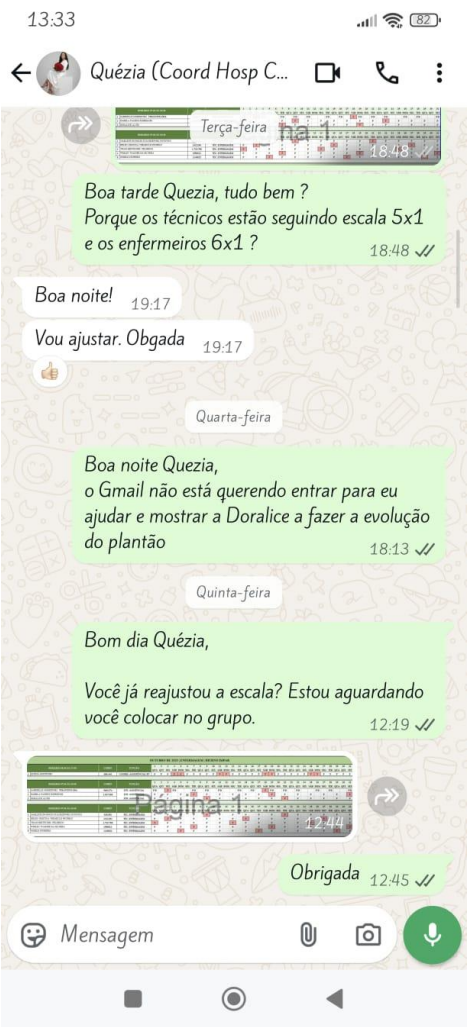 13:33
82
Quézia (Coord Hosp C...
Terça-feira
na 1
18:48
Boa tarde Quezia, tudo bem ?
Porque os técnicos estão seguindo escala 5x1
e os enfermeiros 6x1 ?
18:48
Boa noite!
19:17
Vou ajustar. Obgada
19:17
Quarta-feira
Boa noite Quezia,
o Gmail não está querendo entrar para eu
ajudar e mostrar a Doralice a fazer a evolução
do plantão
18:13
Quinta-feira
Bom dia Quézia,
Você já reajustou a escala? Estou aguardando
você colocar no grupo.
12:19
Página 1
12:44
Obrigada
12:45
Mensagem